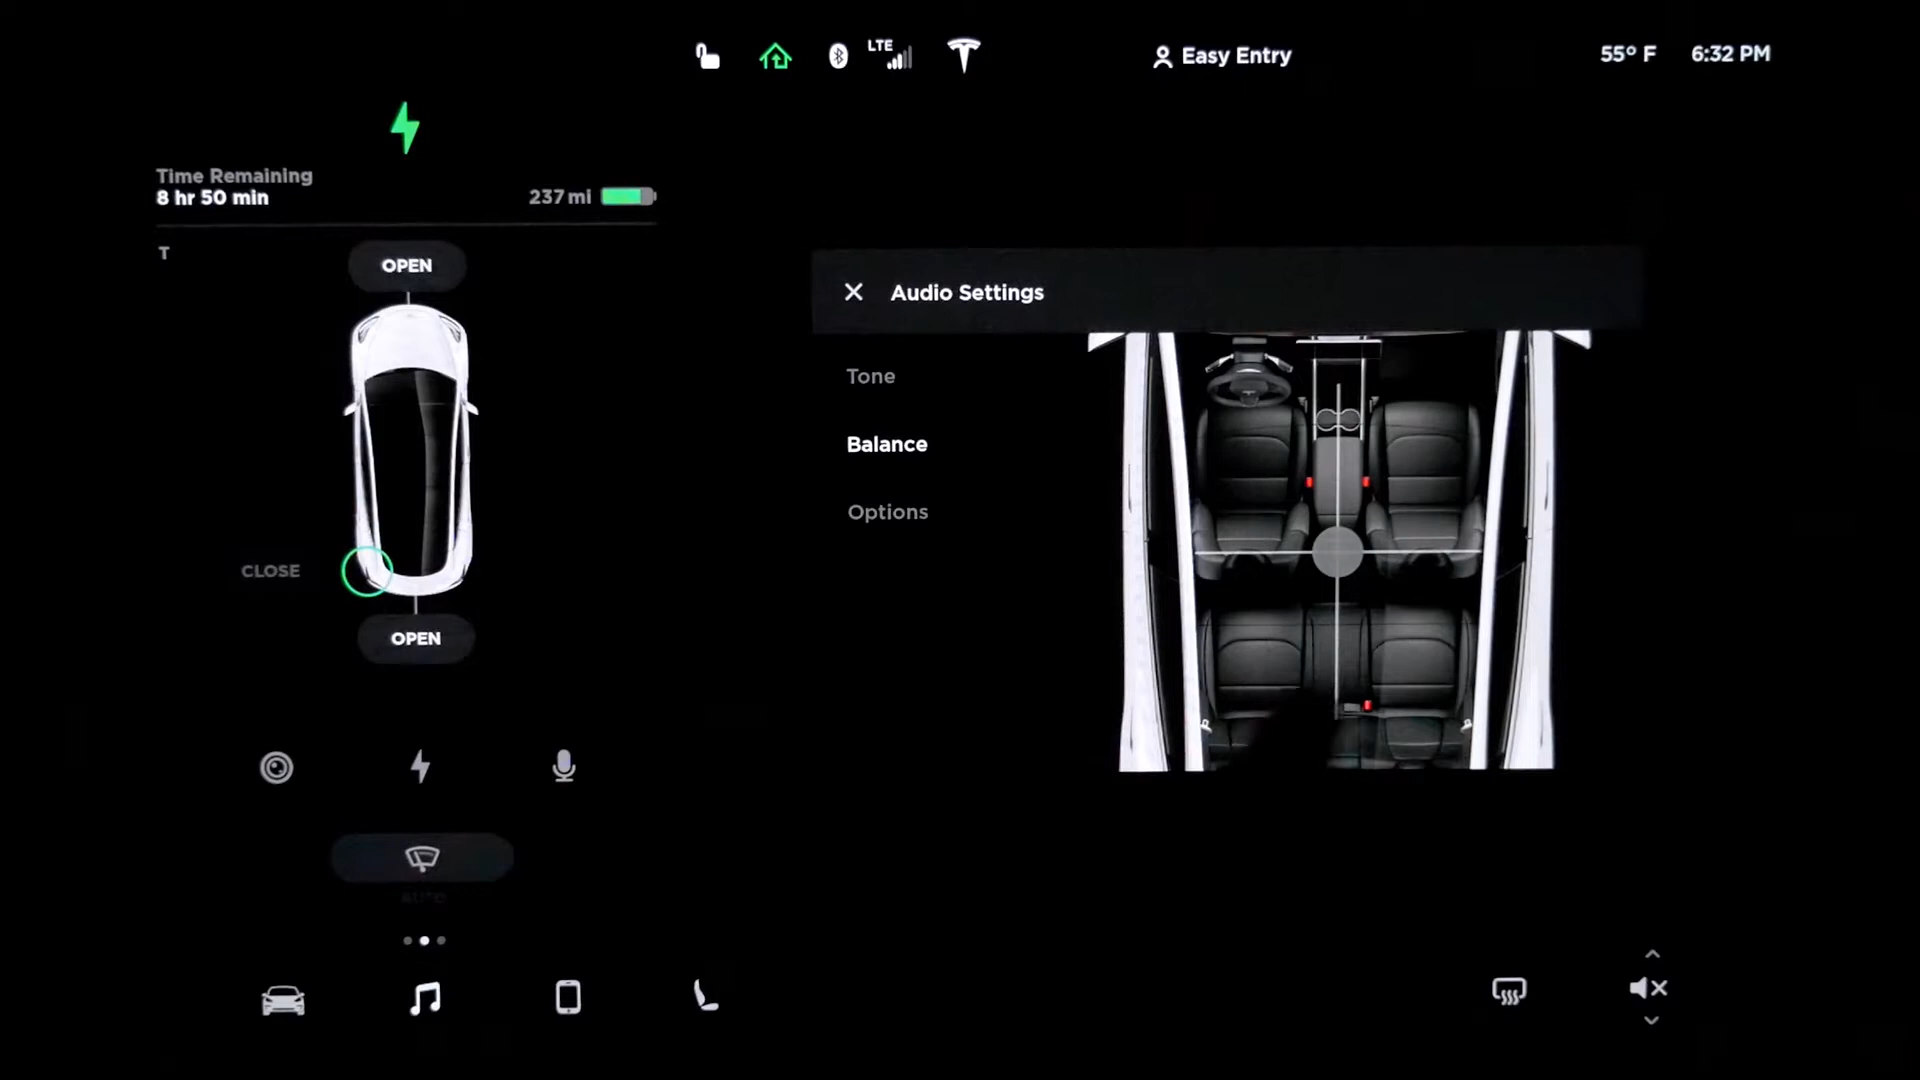 LTE
Easy Entry
55° F
6:32 PM
Time Remaining
8 hr 50 min
237 mi
T
OPEN
Audio Settings
Tone
Balance
Options
CLOSE
OPEN
AUTO